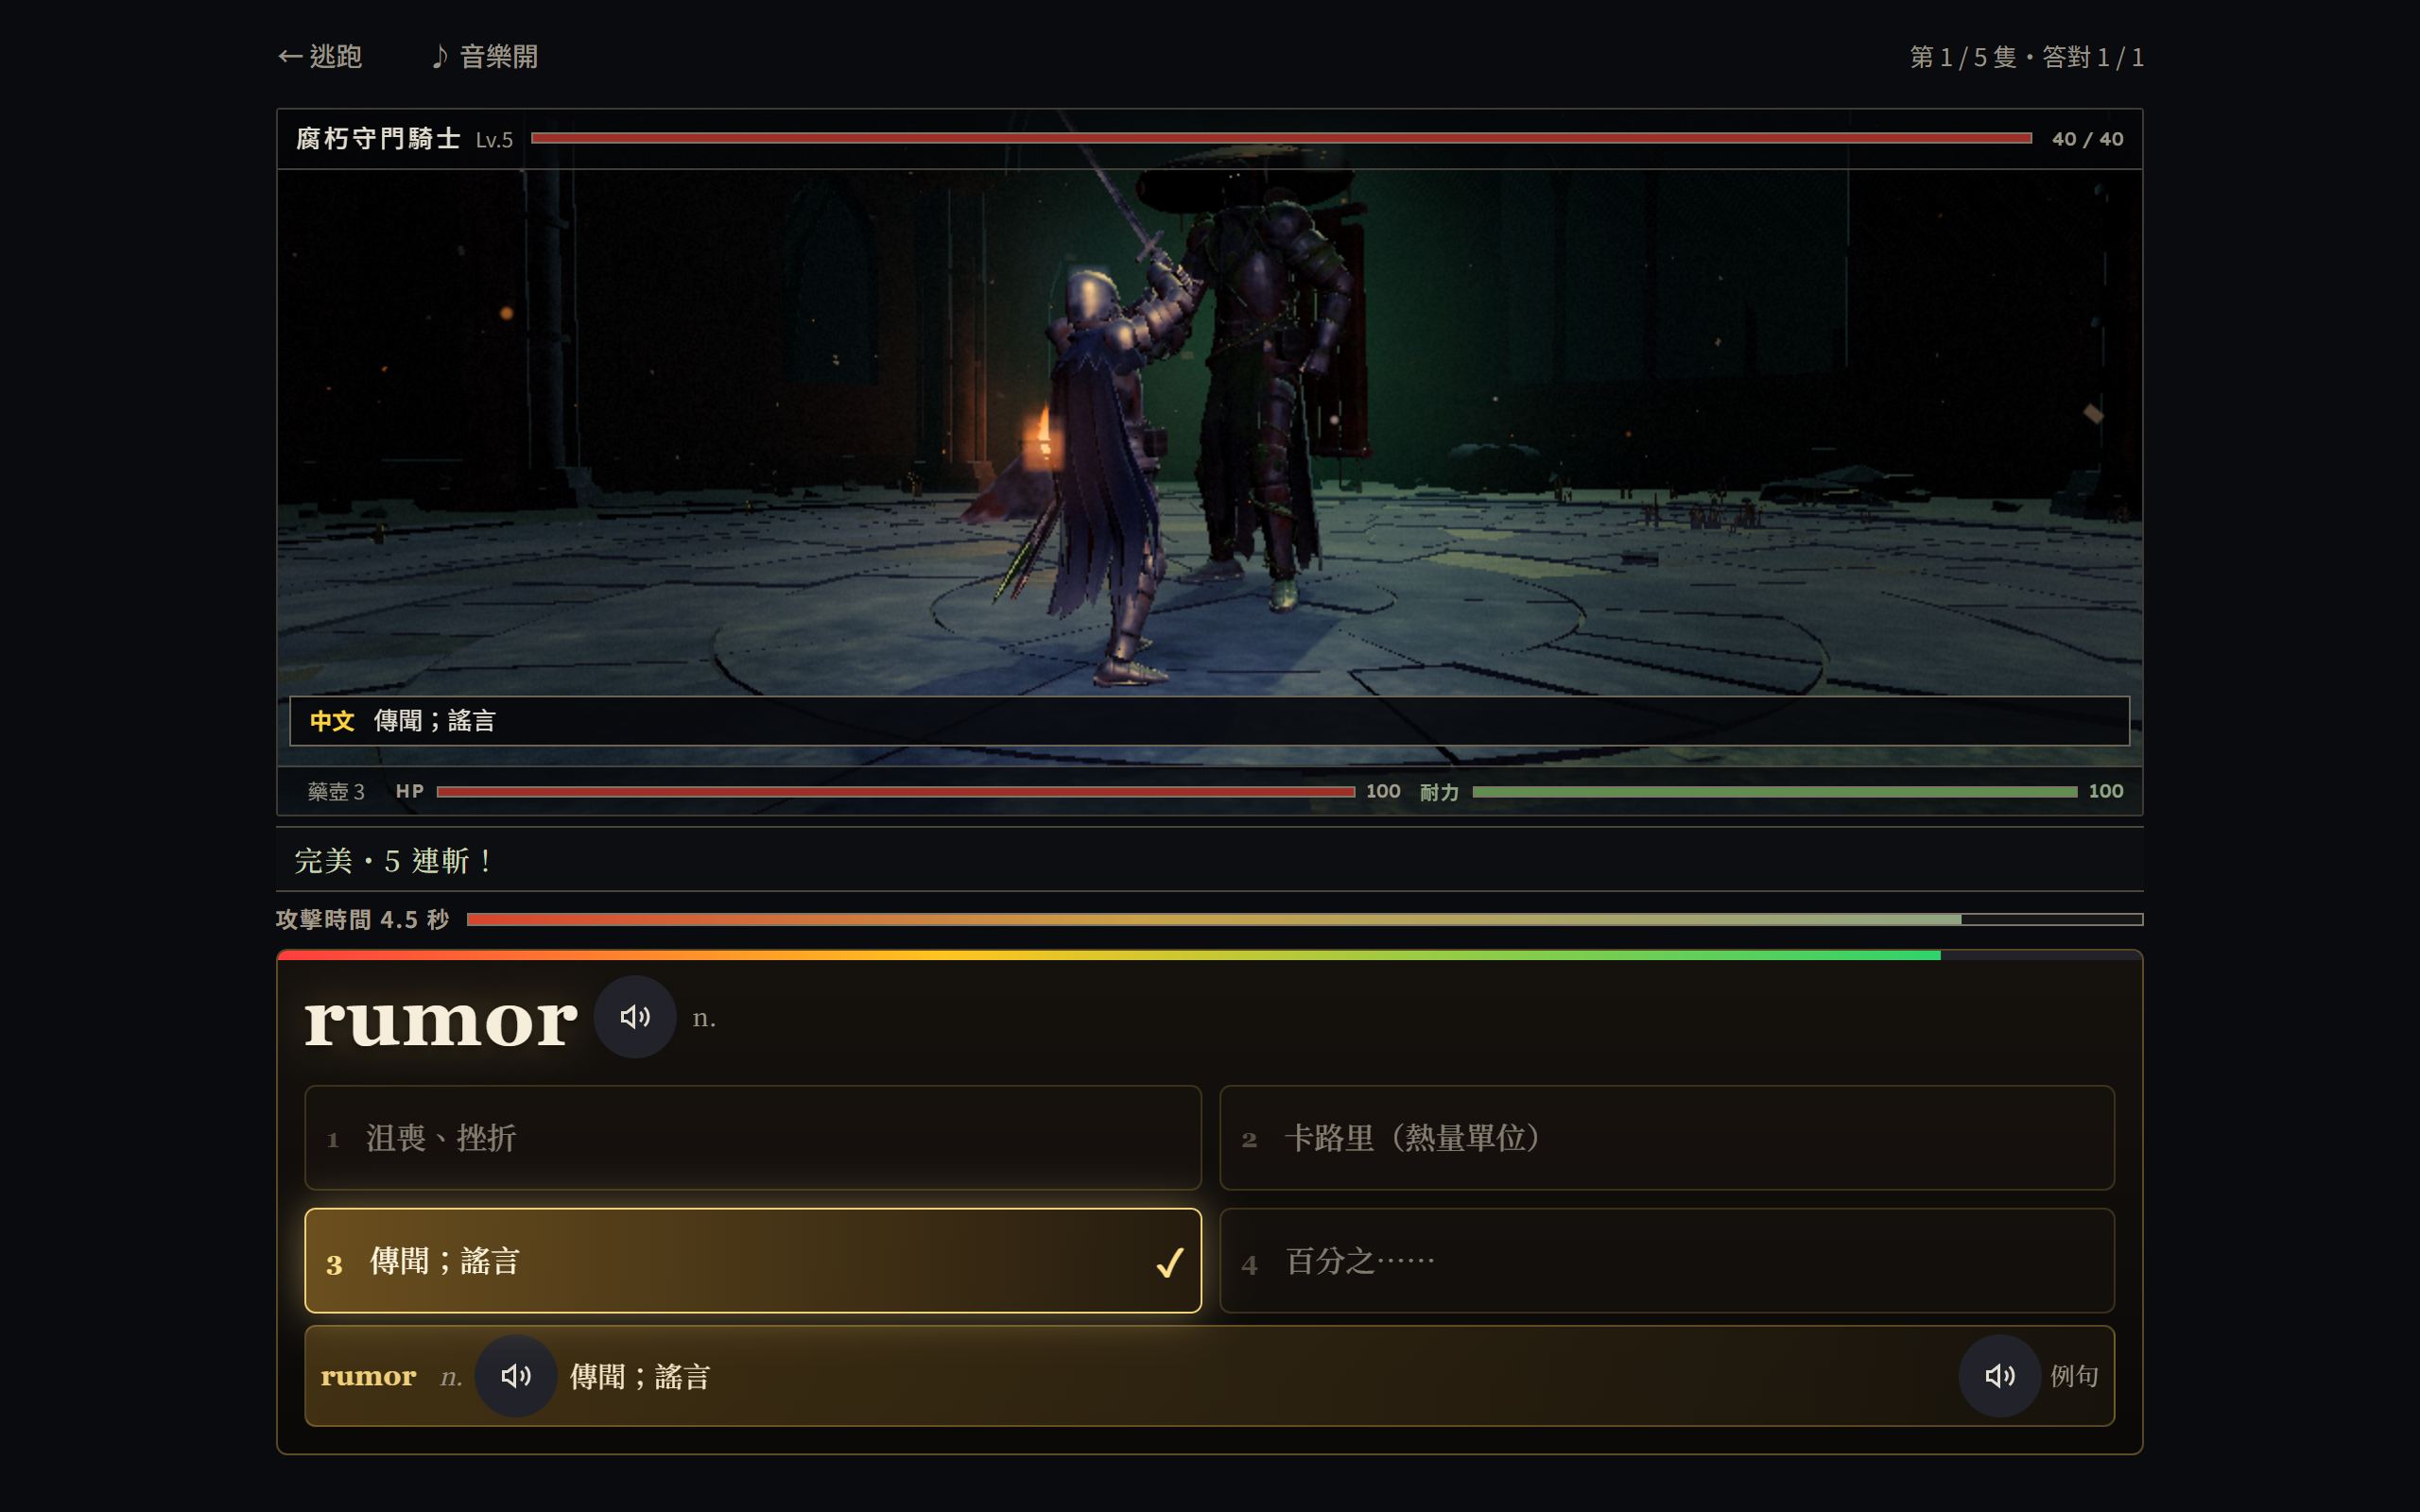 ← 逃跑 ♪ 音樂開 第 1 / 5 隻・答對 1 / 1
腐朽守門騎士 Lv.5 40 / 40
中文 傳聞；謠言
藥壺 3 HP 100 耐力 100
完美・5 連斬！
攻擊時間 4.5 秒
rumor n.
1 沮喪、挫折
2 卡路里（熱量單位）
3 傳聞；謠言 ✓
4 百分之……
rumor n. 傳聞；謠言 例句